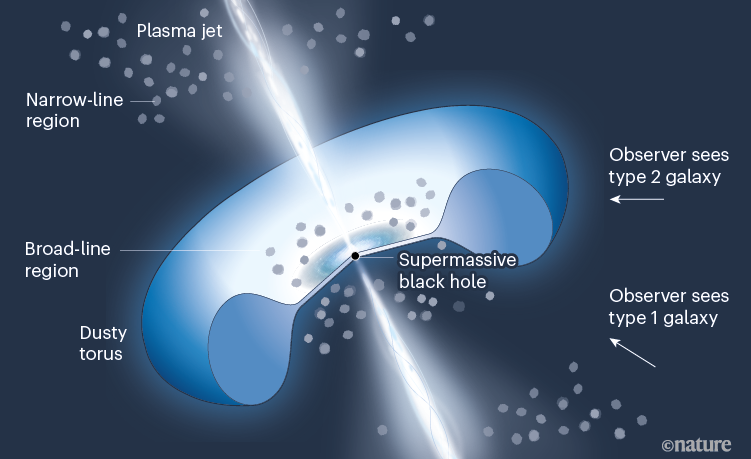 Plasma jet
Narrow-line
region
Observer sees
type 2 galaxy
Broad-line
region
Supermassive
black hole
Observer sees
type 1 galaxy
Dusty
torus
©nature